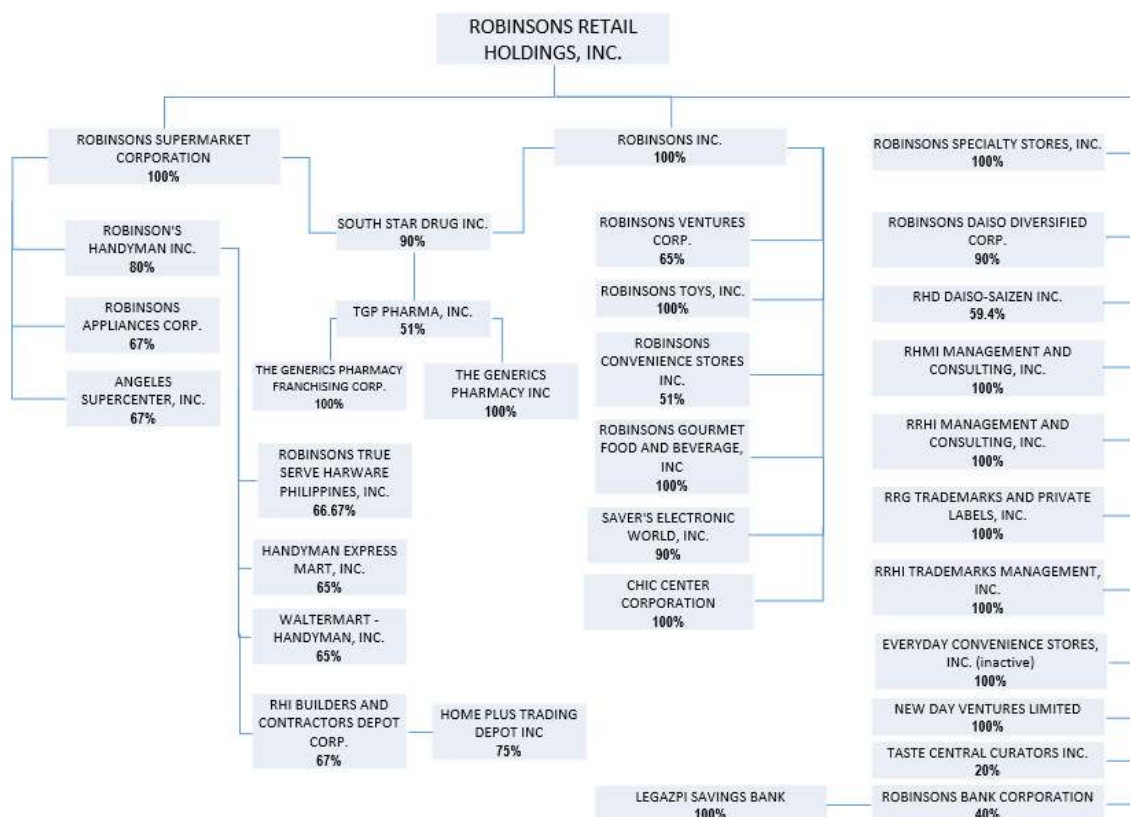 ROBINSONS RETAIL
HOLDINGS, INC.
ROBINSONS SUPERMARKET
CORPORATION
100%
ROBINSON'S
HANDYMAN INC.
80%
ROBINSONS
APPLIANCES CORP.
67%
ANGELES
SUPERCENTER, INC.
67%
SOUTH STAR DRUG INC.
90%
TGP PHARMA, INC.
51%
THE GENERICS PHARMACY
FRANCHISING CORP.
100%
THE GENERICS
PHARMACY INC
100%
ROBINSONS TRUE
SERVE HARWARE
PHILIPPINES, INC.
66.67%
HANDYMAN EXPRESS
MART, INC.
65%
WALTERMART -
HANDYMAN, INC.
65%
RHI BUILDERS AND
CONTRACTORS DEPOT
CORP.
67%
HOME PLUS TRADING
DEPOT INC
75%
ROBINSONS INC.
100%
ROBINSONS VENTURES
CORP.
65%
ROBINSONS TOYS, INC.
100%
ROBINSONS
CONVENIENCE STORES
INC.
51%
ROBINSONS GOURMET
FOOD AND BEVERAGE,
INC
100%
SAVER'S ELECTRONIC
WORLD, INC.
90%
CHIC CENTER
CORPORATION
100%
ROBINSONS SPECIALTY STORES, INC.
100%
ROBINSONS DAISO DIVERSIFIED
CORP.
90%
RHD DAISO-SAIZEN INC.
59.4%
RHMI MANAGEMENT AND
CONSULTING, INC.
100%
RRHI MANAGEMENT AND
CONSULTING, INC.
100%
RRG TRADEMARKS AND PRIVATE
LABELS, INC.
100%
RRHI TRADEMARKS MANAGEMENT,
INC.
100%
EVERYDAY CONVENIENCE STORES,
INC. (inactive)
100%
NEW DAY VENTURES LIMITED
100%
TASTE CENTRAL CURATORS INC.
20%
ROBINSONS BANK CORPORATION
40%
LEGAZPI SAVINGS BANK
100%